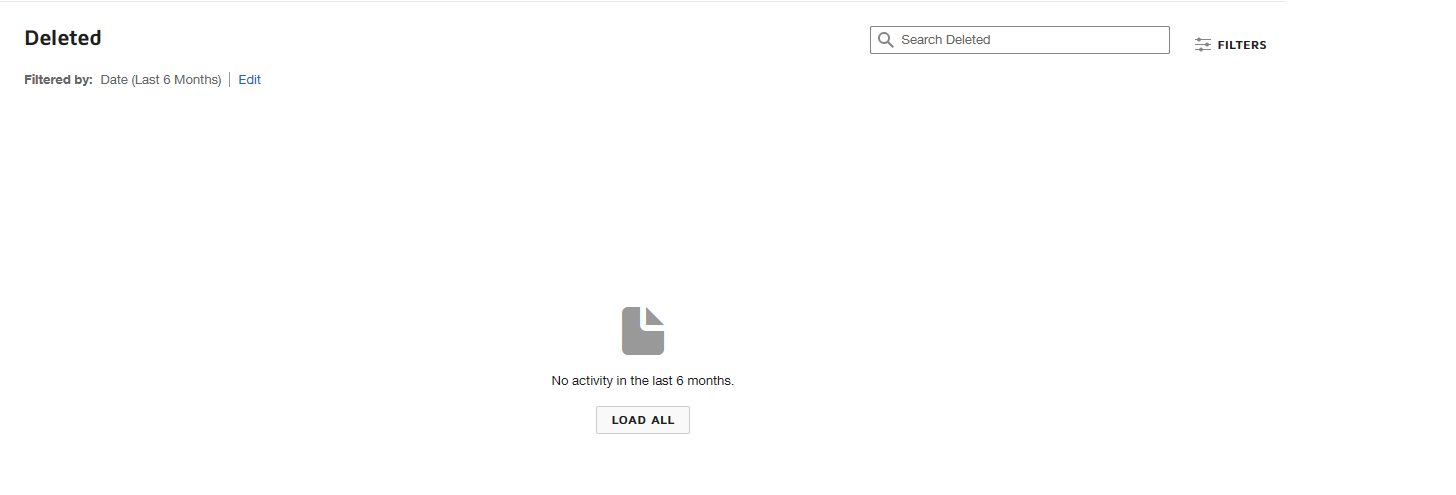 Deleted
Search Deleted
FILTERS
Filtered by: Date (Last 6 Months) | Edit
No activity in the last 6 months.
LOAD ALL